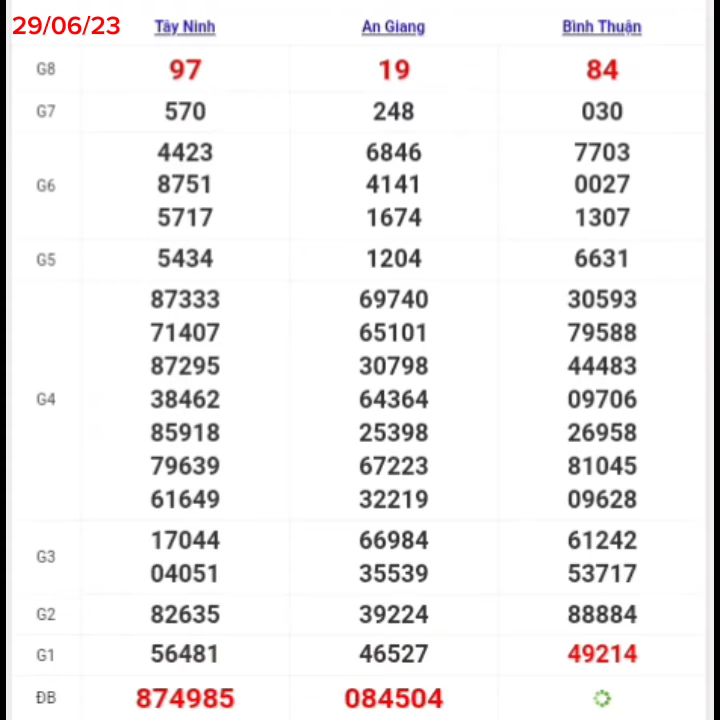 29/06/23 Tây Ninh An Giang Bình Thuận
G8 97 19 84
G7 570 248 030
4423 6846 7703
G6 8751 4141 0027
5717 1674 1307
G5 5434 1204 6631
87333 69740 30593
71407 65101 79588
87295 30798 44483
G4 38462 64364 09706
85918 25398 26958
79639 67223 81045
61649 32219 09628
17044 66984 61242
G3
04051 35539 53717
G2 82635 39224 88884
G1 56481 46527 49214
ĐB 874985 084504